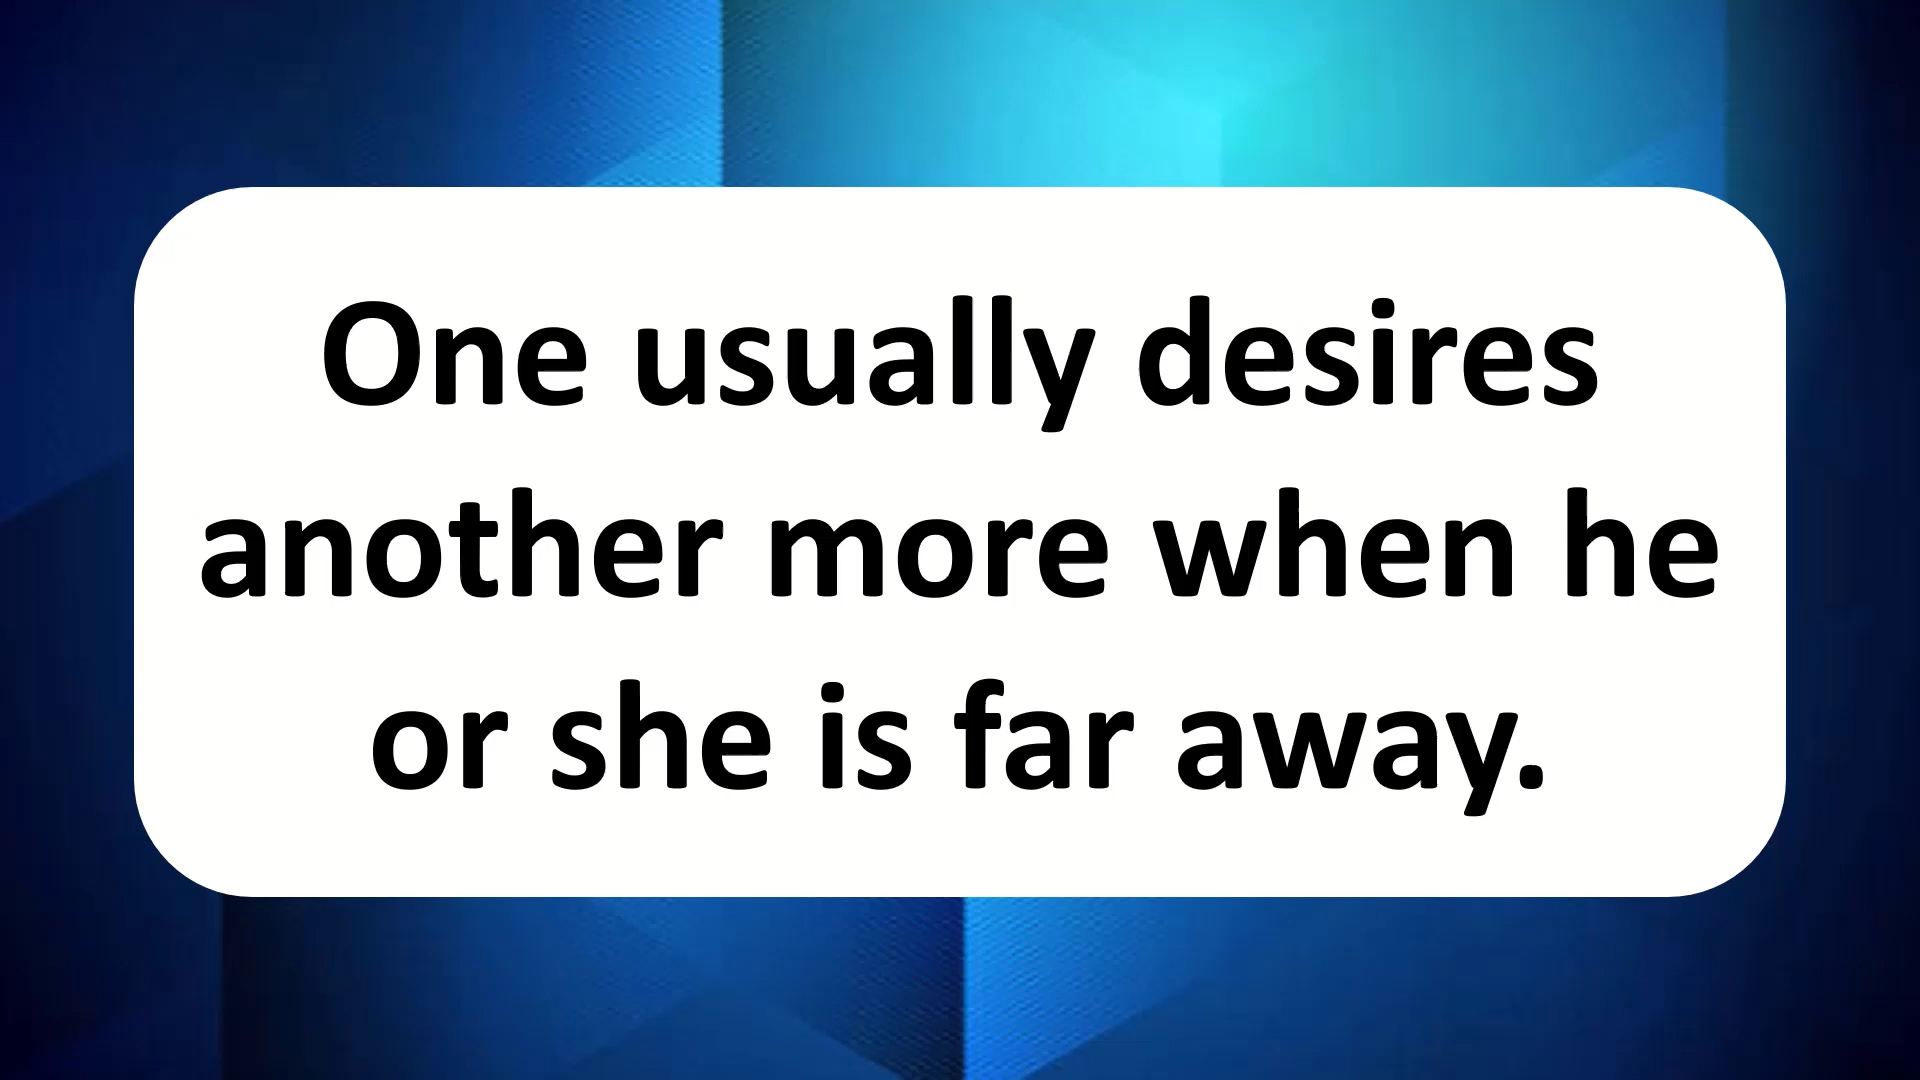 One usually desires
another more when he
or she is far away.